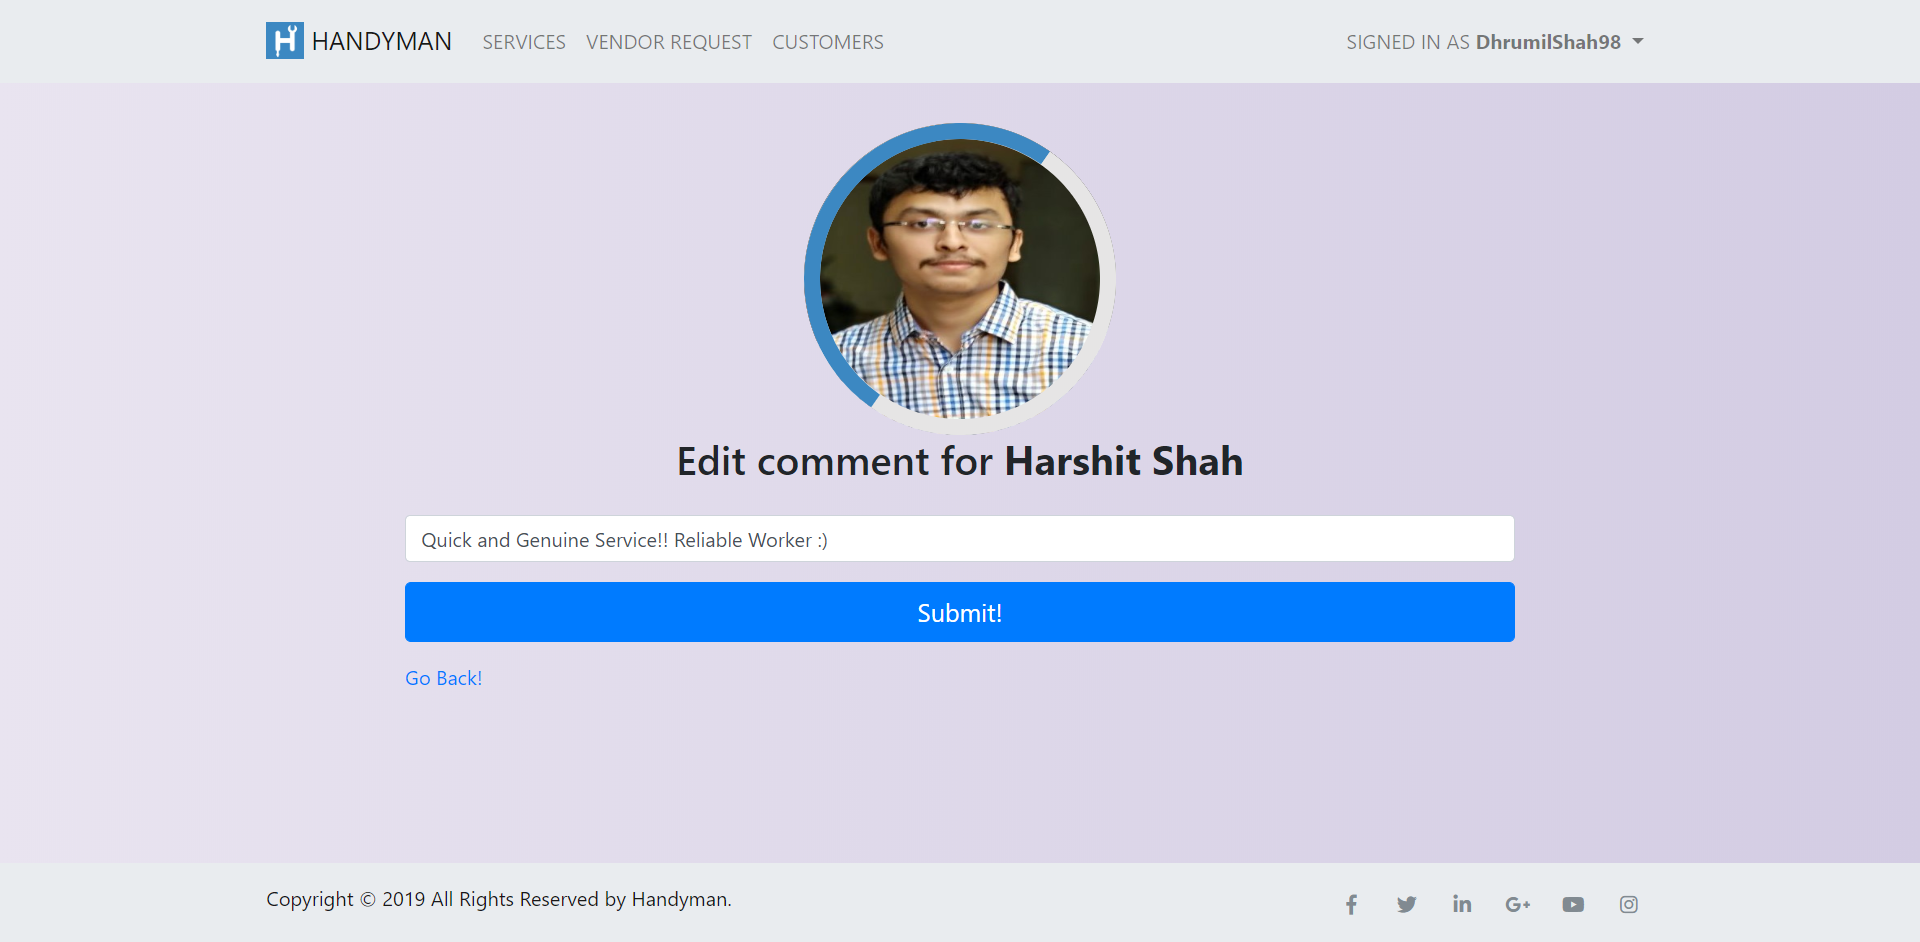 HANDYMAN SERVICES VENDOR REQUEST CUSTOMERS SIGNED IN AS DhrumilShah98
Edit comment for Harshit Shah
Quick and Genuine Service!! Reliable Worker :)
Submit!
Go Back!
Copyright © 2019 All Rights Reserved by Handyman.